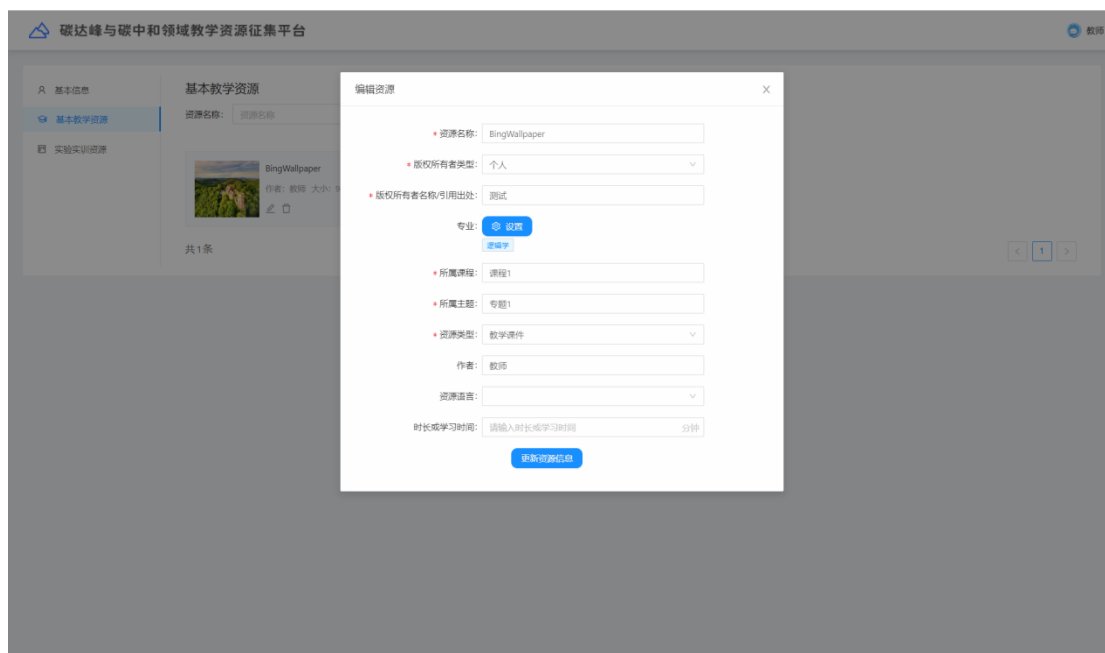 碳达峰与碳中和领域教学资源征集平台
教师
基本信息
基本教学资源
实验实训资源
基本教学资源
资源名称: 资源名称
BingWallpaper
作者: 教师 大小:
共1条
< 1 >
编辑资源 X
* 资源名称: BingWallpaper
* 版权所有者类型: 个人
* 版权所有者名称/引用出处: 测试
专业: 设置
逻辑学
* 所属课程: 课程1
* 所属主题: 专题1
* 资源类型: 教学课件
作者: 教师
资源语言:
时长或学习时间: 请输入时长或学习时间 分钟
更新资源信息